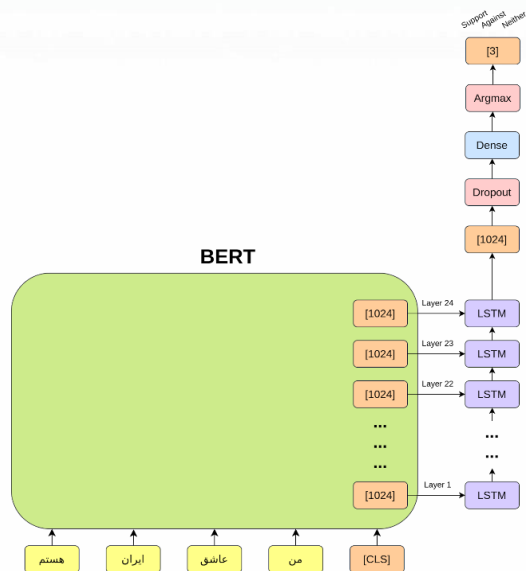 Support
Against
Neither
[3]
Argmax
Dense
Dropout
[1024]
BERT
[1024]
Layer 24
LSTM
[1024]
Layer 23
LSTM
[1024]
Layer 22
LSTM
...
...
...
...
...
[1024]
Layer 1
LSTM
[CLS]
من
عاشق
ایران
هستم